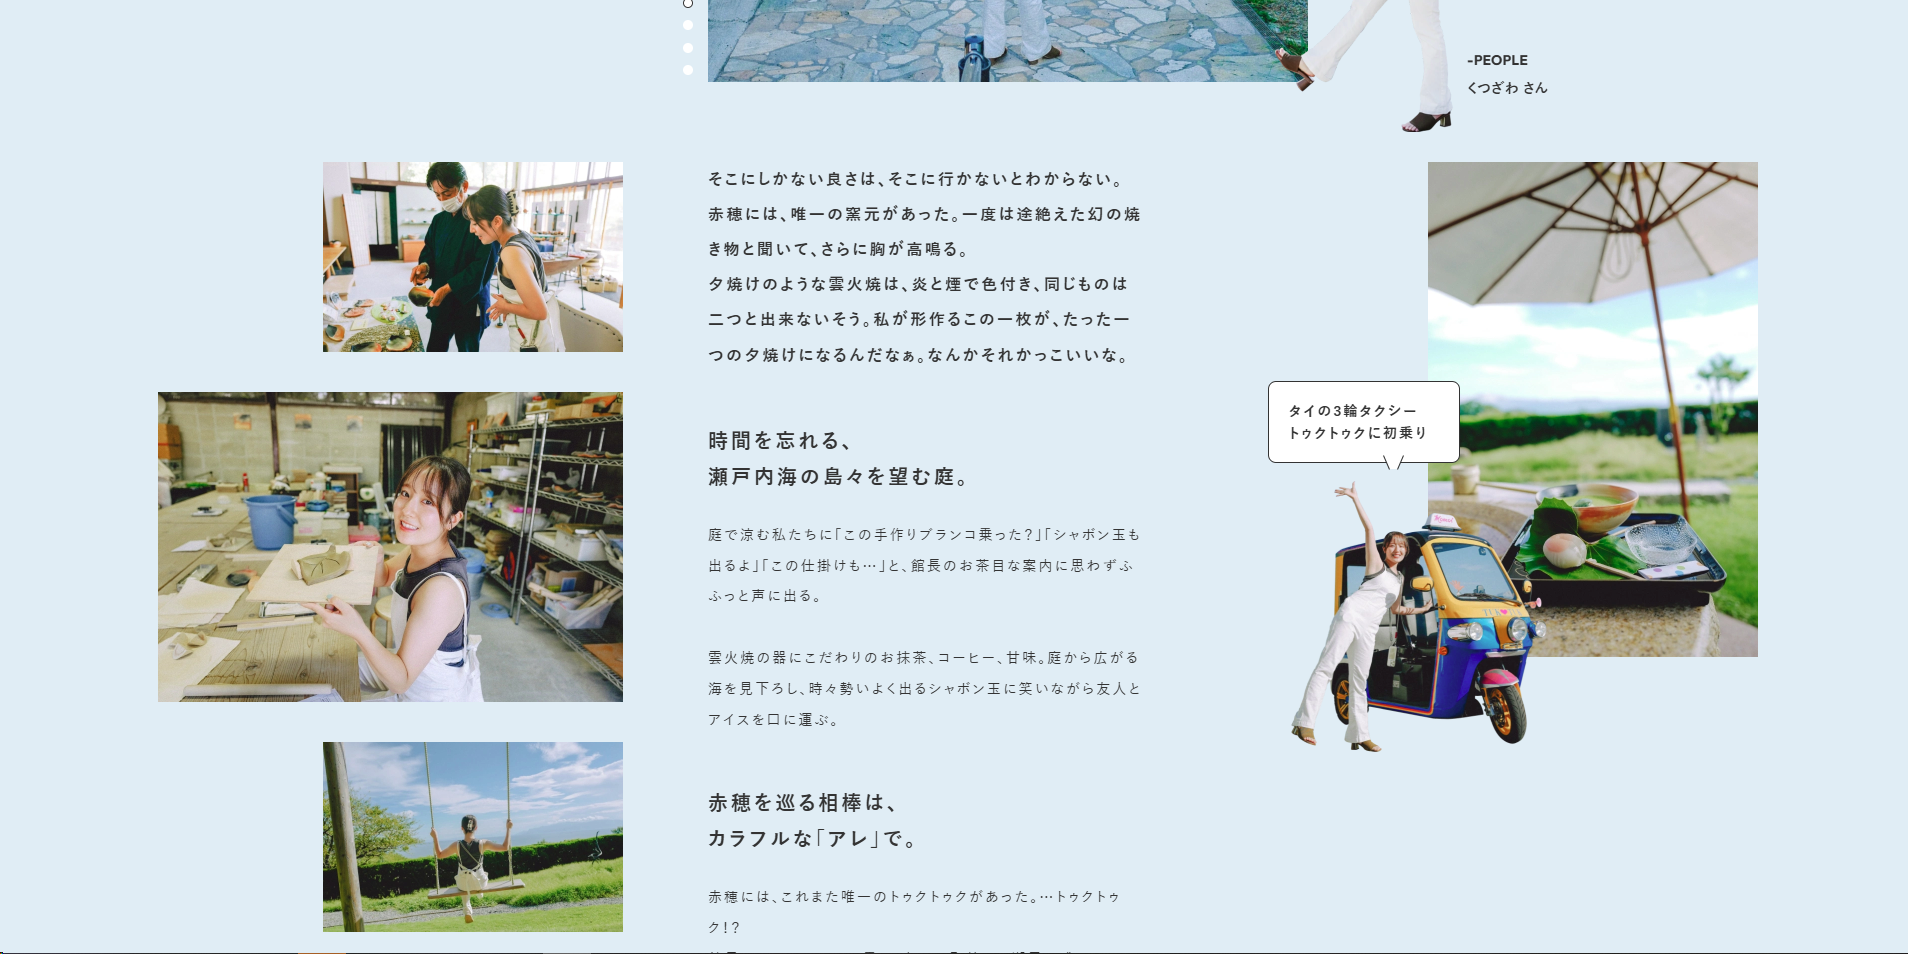 -PEOPLE
くつざわ さん
そこにしかない良さは、そこに行かないとわからない。
赤穂には、唯一の窯元があった。一度は途絶えた幻の焼
き物と聞いて、さらに胸が高鳴る。
夕焼けのような雲火焼は、炎と煙で色付き、同じものは
二つと出来ないそう。私が形作るこの一枚が、たった一
つの夕焼けになるんだなぁ。なんかそれかっこいいな。
時間を忘れる、
瀬戸内海の島々を望む庭。
庭で涼む私たちに「この手作りブランコ乗った？」「シャボン玉も
出るよ」「この仕掛けも…」と、館長のお茶目な案内に思わずふ
ふっと声に出る。
雲火焼の器にこだわりのお抹茶、コーヒー、甘味。庭から広がる
海を見下ろし、時々勢いよく出るシャボン玉に笑いながら友人と
アイスを口に運ぶ。
タイの3輪タクシー
トゥクトゥクに初乗り
赤穂を巡る相棒は、
カラフルな「アレ」で。
赤穂には、これまた唯一のトゥクトゥクがあった。…トゥクトゥ
ク！？